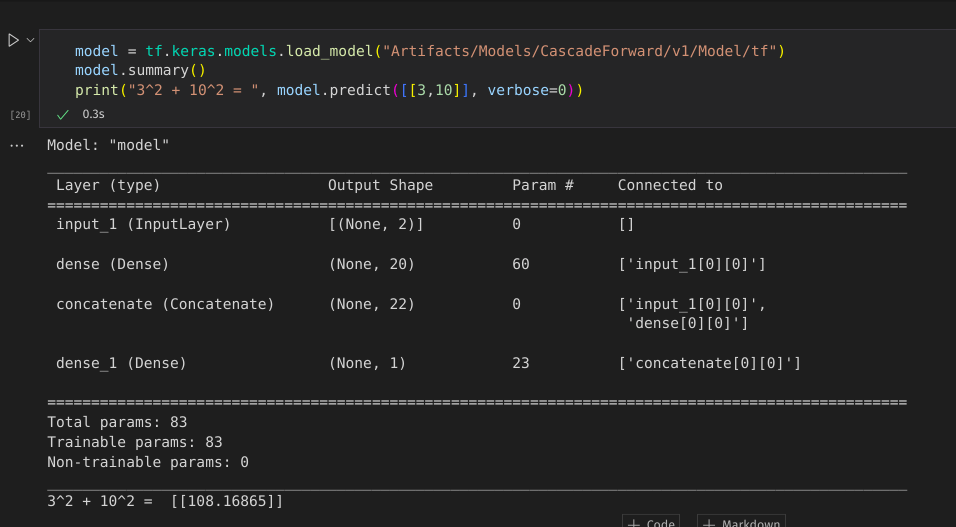 model = tf.keras.models.load_model("Artifacts/Models/CascadeForward/v1/Model/tf")
model.summary()
print("3^2 + 10^2 = ", model.predict([[3,10]], verbose=0))
[20] ✓ 0.3s
... Model: "model"
Layer (type) Output Shape Param # Connected to
input_1 (InputLayer) [(None, 2)] 0 []
dense (Dense) (None, 20) 60 ['input_1[0][0]']
concatenate (Concatenate) (None, 22) 0 ['input_1[0][0]',
'dense[0][0]']
dense_1 (Dense) (None, 1) 23 ['concatenate[0][0]']
Total params: 83
Trainable params: 83
Non-trainable params: 0
3^2 + 10^2 =  [[108.16865]]
+ Code + Markdown